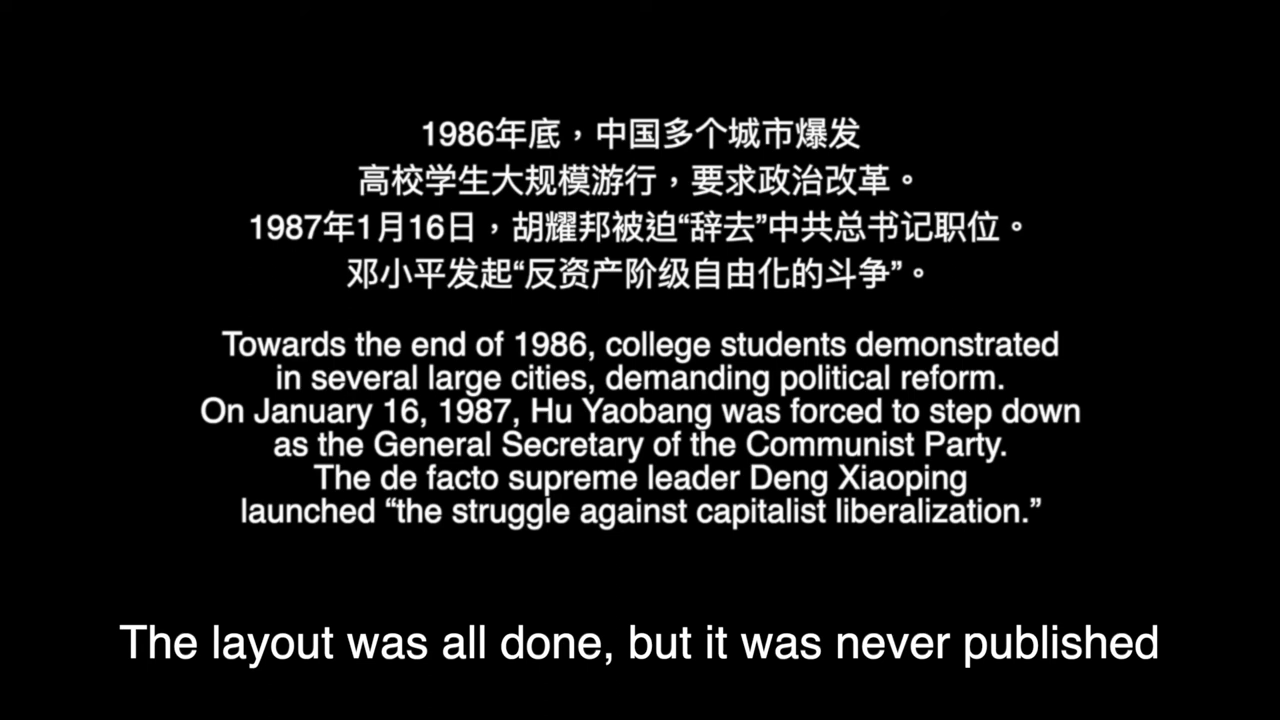 1986年底，中国多个城市爆发
高校学生大规模游行，要求政治改革。
1987年1月16日，胡耀邦被迫“辞去”中共总书记职位。
邓小平发起“反资产阶级自由化的斗争”。
Towards the end of 1986, college students demonstrated
in several large cities, demanding political reform.
On January 16, 1987, Hu Yaobang was forced to step down
as the General Secretary of the Communist Party.
The de facto supreme leader Deng Xiaoping
launched “the struggle against capitalist liberalization.”
The layout was all done, but it was never published